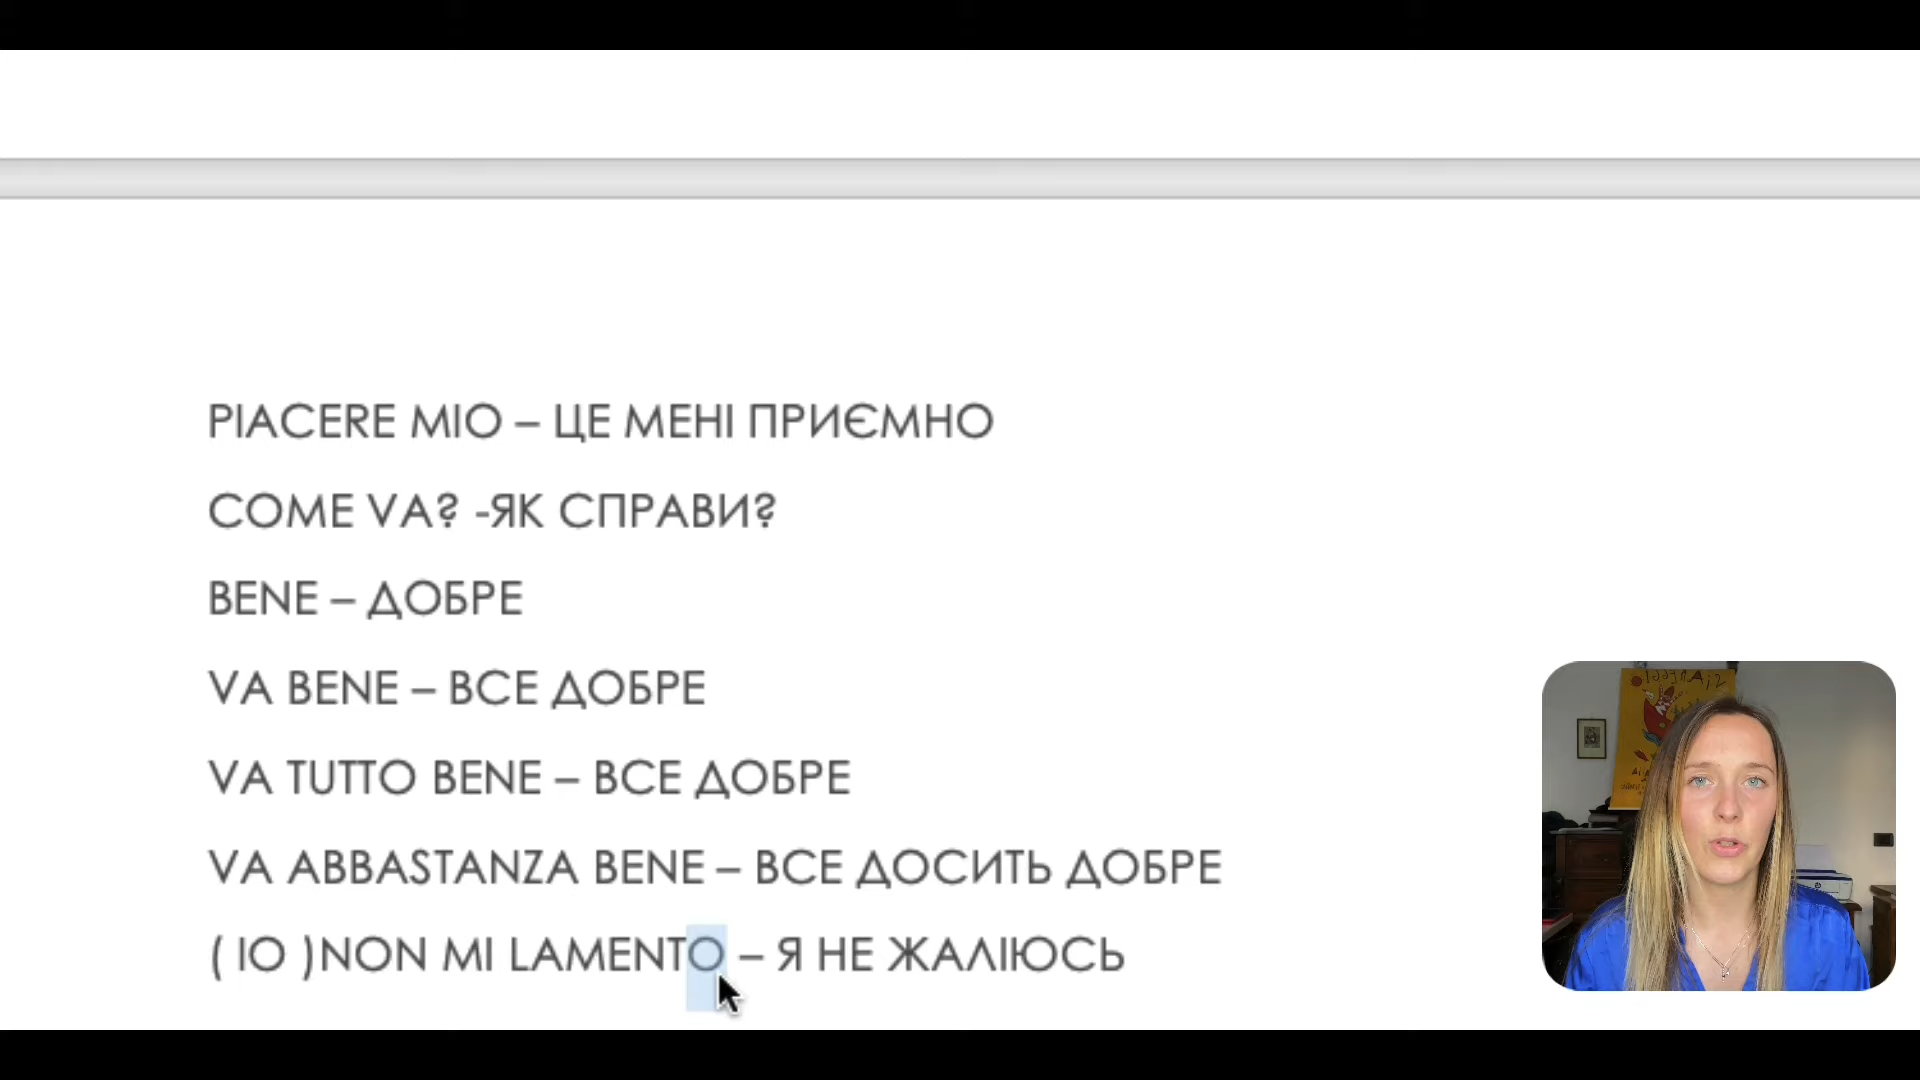 PIACERE MIO – ЦЕ МЕНІ ПРИЄМНО
COME VA? -ЯК СПРАВИ?
BENE – ДОБРЕ
VA BENE – ВСЕ ДОБРЕ
VA TUTTO BENE – ВСЕ ДОБРЕ
VA ABBASTANZA BENE – ВСЕ ДОСИТЬ ДОБРЕ
( IO )NON MI LAMENTO – Я НЕ ЖАЛІЮСЬ